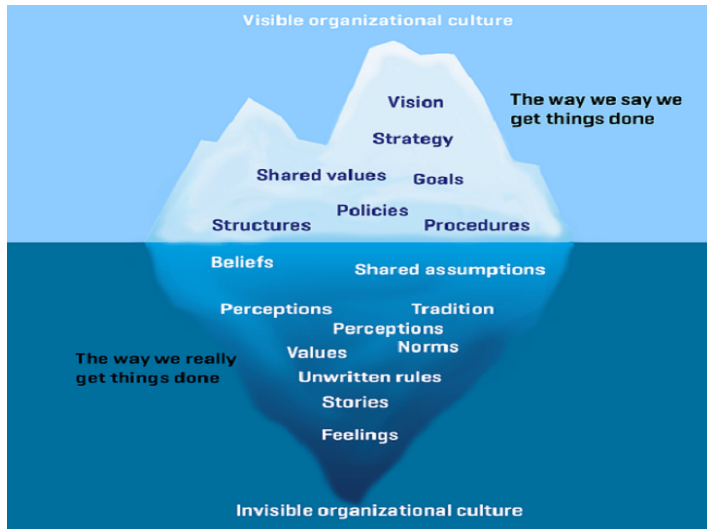 Visible organizational culture
Vision
The way we say we
get things done
Strategy
Shared values
Goals
Policies
Structures
Procedures
Beliefs
Shared assumptions
Perceptions
Tradition
Perceptions
Norms
Values
The way we really
get things done
Unwritten rules
Stories
Feelings
Invisible organizational culture